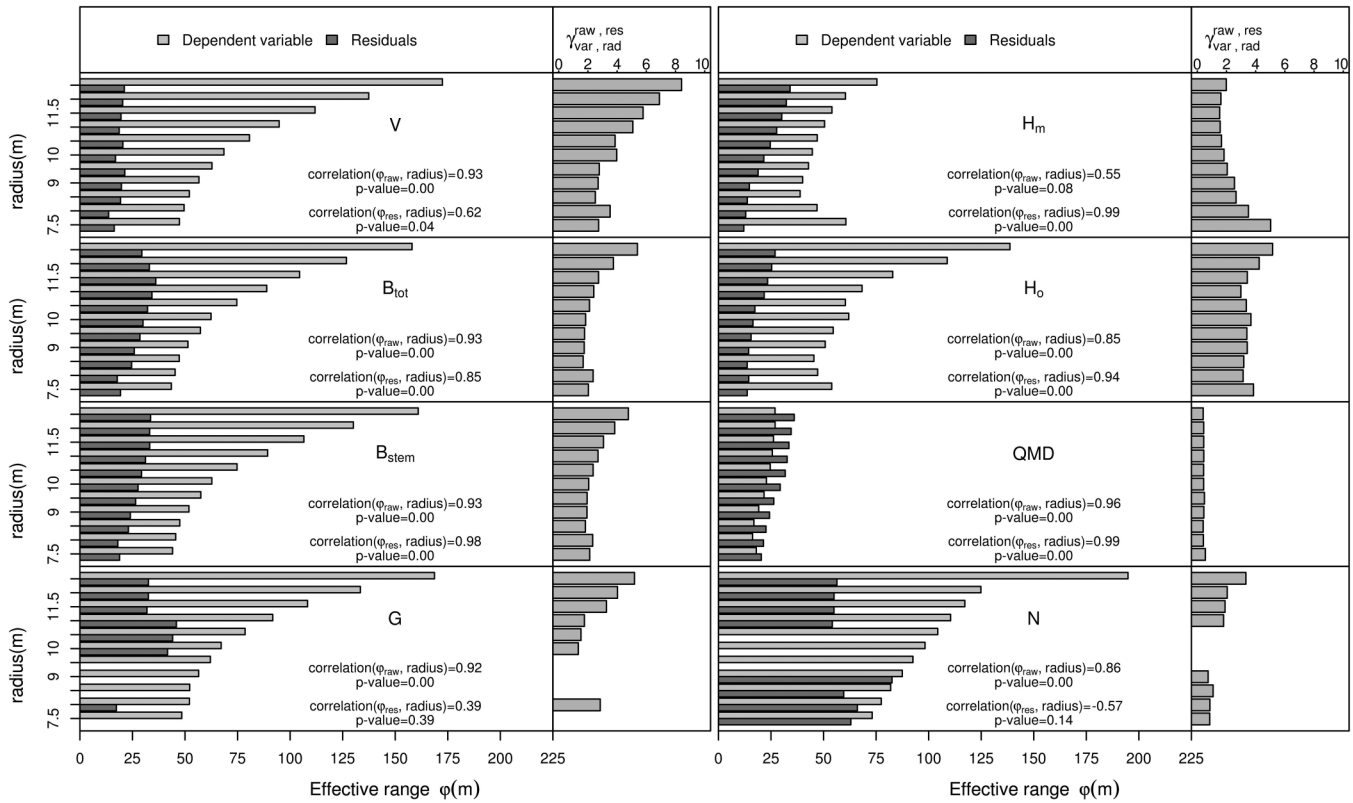 Dependent variable Residuals
γ raw , res var , rad
0 2 4 6 8 10
Dependent variable Residuals
γ raw , res var , rad
0 2 4 6 8 10
radius(m)
7.5 9 10 11.5
V
correlation(φraw, radius)=0.93
p-value=0.00
correlation(φres, radius)=0.62
p-value=0.04
Hm
correlation(φraw, radius)=0.55
p-value=0.08
correlation(φres, radius)=0.99
p-value=0.00
radius(m)
7.5 9 10 11.5
Btot
correlation(φraw, radius)=0.93
p-value=0.00
correlation(φres, radius)=0.85
p-value=0.00
Ho
correlation(φraw, radius)=0.85
p-value=0.00
correlation(φres, radius)=0.94
p-value=0.00
radius(m)
7.5 9 10 11.5
Bstem
correlation(φraw, radius)=0.93
p-value=0.00
correlation(φres, radius)=0.98
p-value=0.00
QMD
correlation(φraw, radius)=0.96
p-value=0.00
correlation(φres, radius)=0.99
p-value=0.00
radius(m)
7.5 9 10 11.5
G
correlation(φraw, radius)=0.92
p-value=0.00
correlation(φres, radius)=0.39
p-value=0.39
N
correlation(φraw, radius)=0.86
p-value=0.00
correlation(φres, radius)=-0.57
p-value=0.14
0 25 50 75 100 125 150 175 200 225
Effective range φ(m)
0 25 50 75 100 125 150 175 200 225
Effective range φ(m)